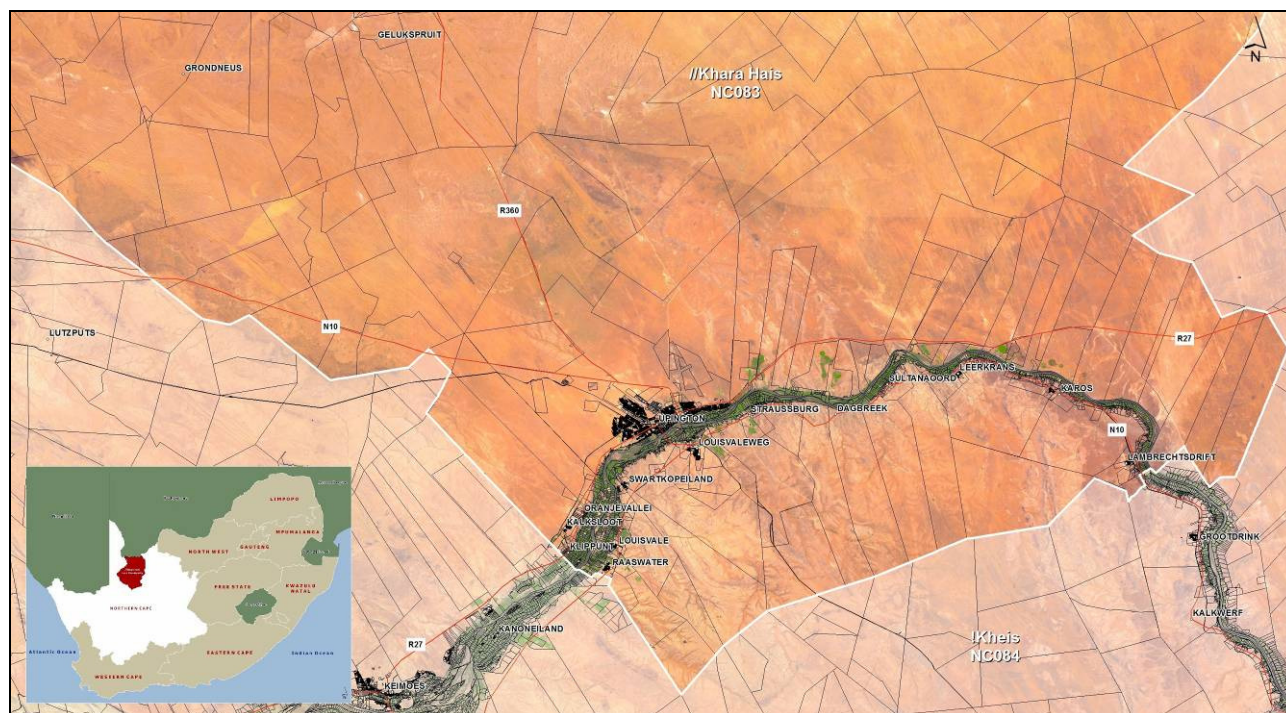 GELUKSPRUIT
GRONDNEUS
//Khara Hais
NC083
N
R360
N10
LUTZPUTS
R27
LEERKRANS
SULTANAOORD
KAROS
STRAUSSBURG
DAGBREEK
UPINGTON
N10
LOUISVALEWEG
LAMBRECHTSDRIFT
SWARTKOPEILAND
ORANJEVALLEI
KALKSLOOT
GROOTDRINK
KLIPPUNT
LOUISVALE
RAASWATER
KALKWERF
KANONEILAND
R27
!Kheis
NC084
KEIMOES
LIMPOPO
MPUMALANGA
NORTH WEST
GAUTENG
FREE STATE
KWAZULU
NATAL
NORTHERN CAPE
Atlantic Ocean
EASTERN CAPE
Indian Ocean
WESTERN CAPE